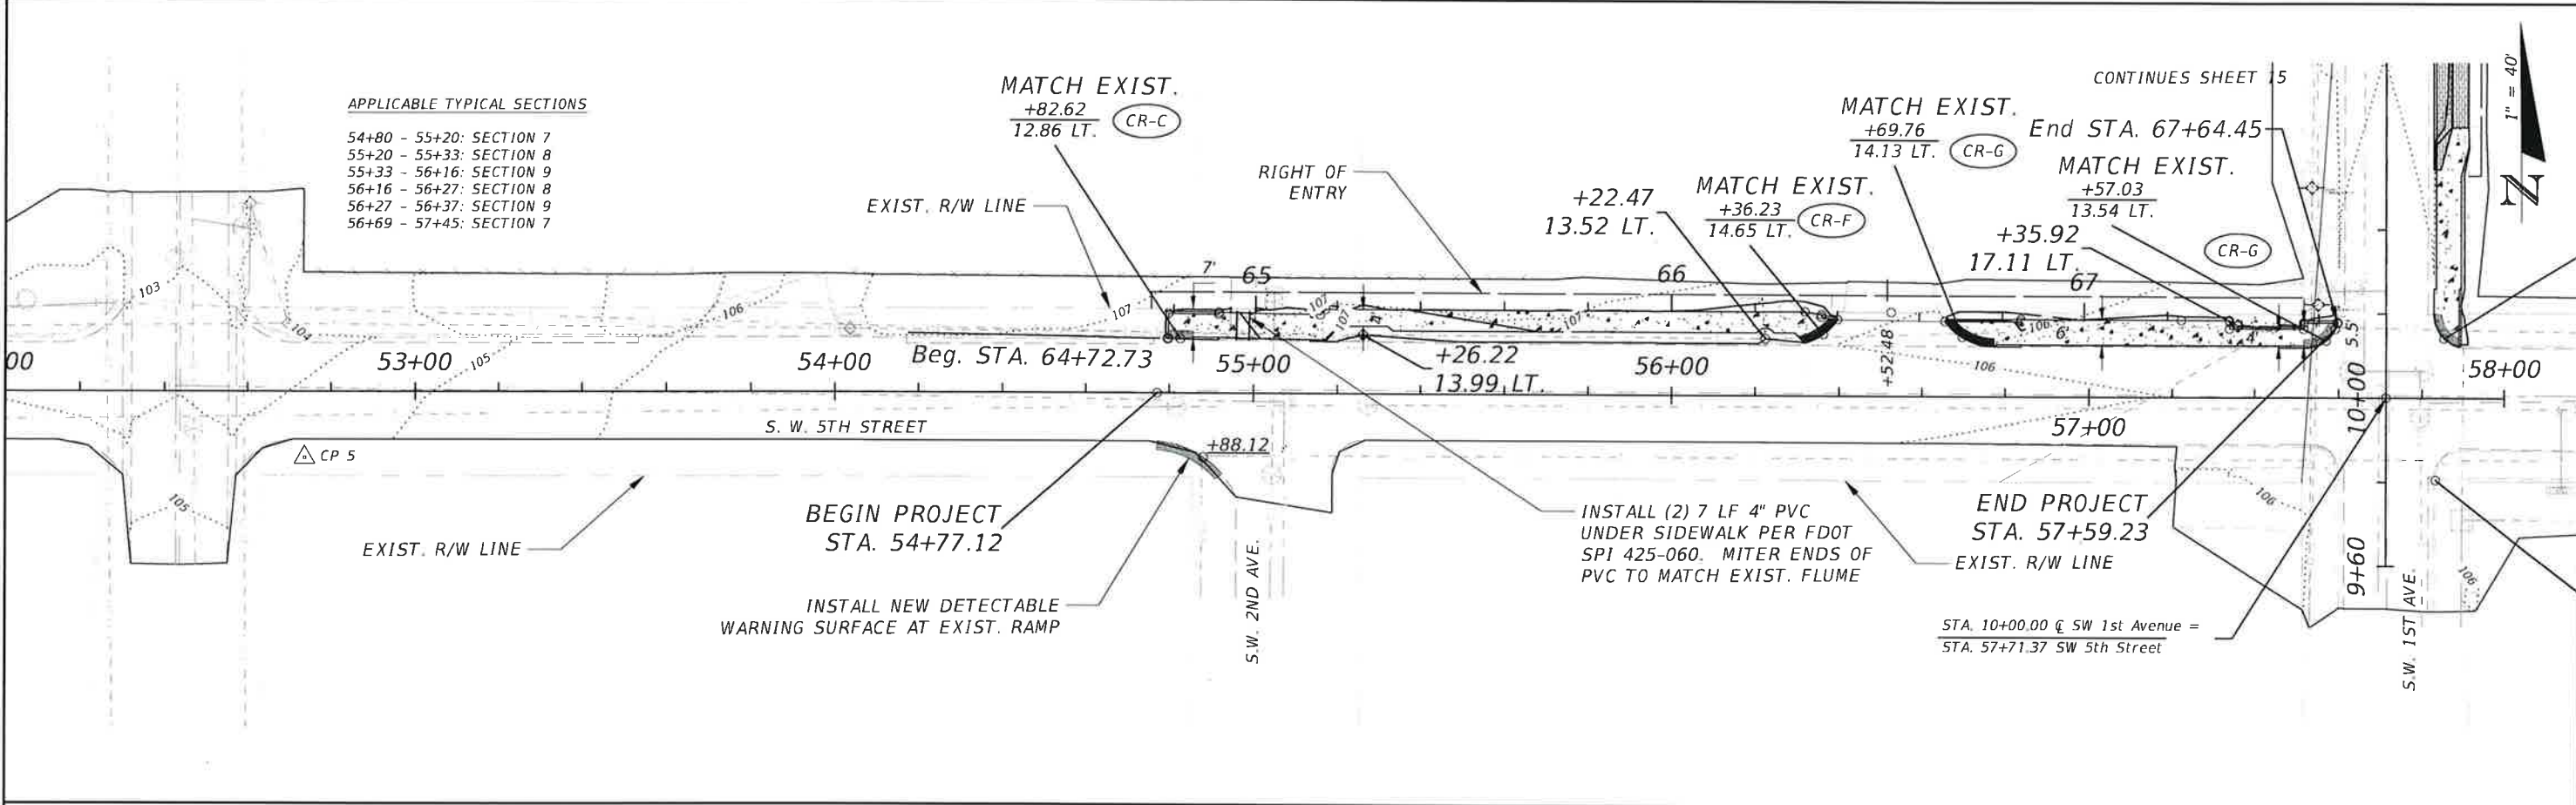 APPLICABLE TYPICAL SECTIONS
54+80 - 55+20: SECTION 7
55+20 - 55+33: SECTION 8
55+33 - 56+16: SECTION 9
56+16 - 56+27: SECTION 8
56+27 - 56+37: SECTION 9
56+69 - 57+45: SECTION 7
MATCH EXIST.
+82.62
12.86 LT.
CR-C
EXIST. R/W LINE
RIGHT OF
ENTRY
+22.47
13.52 LT.
MATCH EXIST.
+36.23
14.65 LT.
CR-F
MATCH EXIST.
+69.76
14.13 LT.
CR-G
CONTINUES SHEET 15
End STA. 67+64.45
MATCH EXIST.
+57.03
13.54 LT.
+35.92
17.11 LT.
CR-G
1" = 40'
N
7'
65
66
67
103
104
105
106
107
107
107
107
106
6'
4'
5.5'
00
53+00
54+00
Beg. STA. 64+72.73
55+00
+26.22
13.99 LT.
56+00
+52.48
106
57+00
10+00
58+00
S. W. 5TH STREET
CP 5
105
+88.12
BEGIN PROJECT
STA. 54+77.12
EXIST. R/W LINE
INSTALL NEW DETECTABLE
WARNING SURFACE AT EXIST. RAMP
S.W. 2ND AVE.
INSTALL (2) 7 LF 4" PVC
UNDER SIDEWALK PER FDOT
SPI 425-060. MITER ENDS OF
PVC TO MATCH EXIST. FLUME
END PROJECT
STA. 57+59.23
EXIST. R/W LINE
106
106
9+60
STA. 10+00.00 ℄ SW 1st Avenue =
STA. 57+71.37 SW 5th Street
S.W. 1ST AVE.